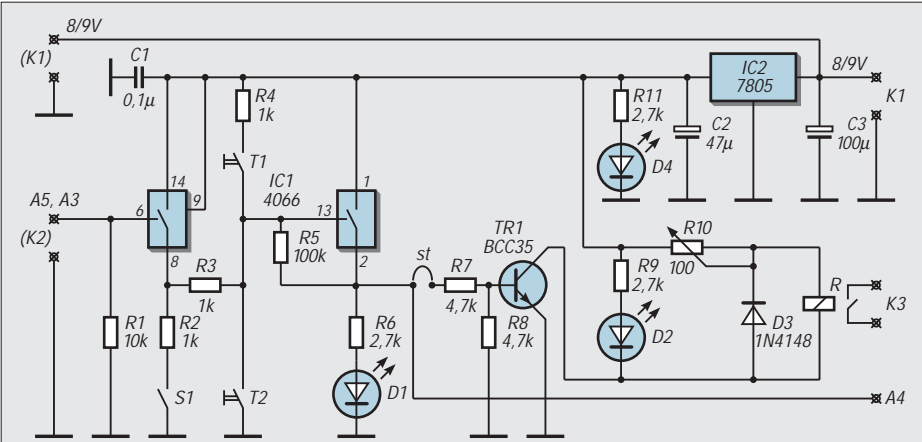 8/9V
(K1)
C1
0,1µ
R4
1k
T1
IC1
4066
14
9
6
8
A5, A3
(K2)
R3
1k
R1
10k
R2
1k
S1
T2
R5
100k
1
13
2
R6
2,7k
D1
st
R7
4,7k
R8
4,7k
TR1
BCC35
R11
2,7k
D4
C2
47µ
IC2
7805
8/9V
K1
C3
100µ
R9
2,7k
D2
R10
100
D3
1N4148
R
K3
A4